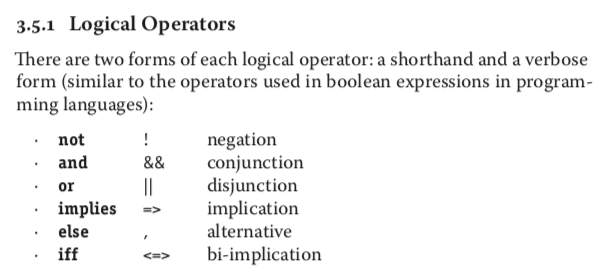 3.5.1 Logical Operators
There are two forms of each logical operator: a shorthand and a verbose
form (similar to the operators used in boolean expressions in program-
ming languages):
· not ! negation
· and && conjunction
· or || disjunction
· implies => implication
· else , alternative
· iff <=> bi-implication